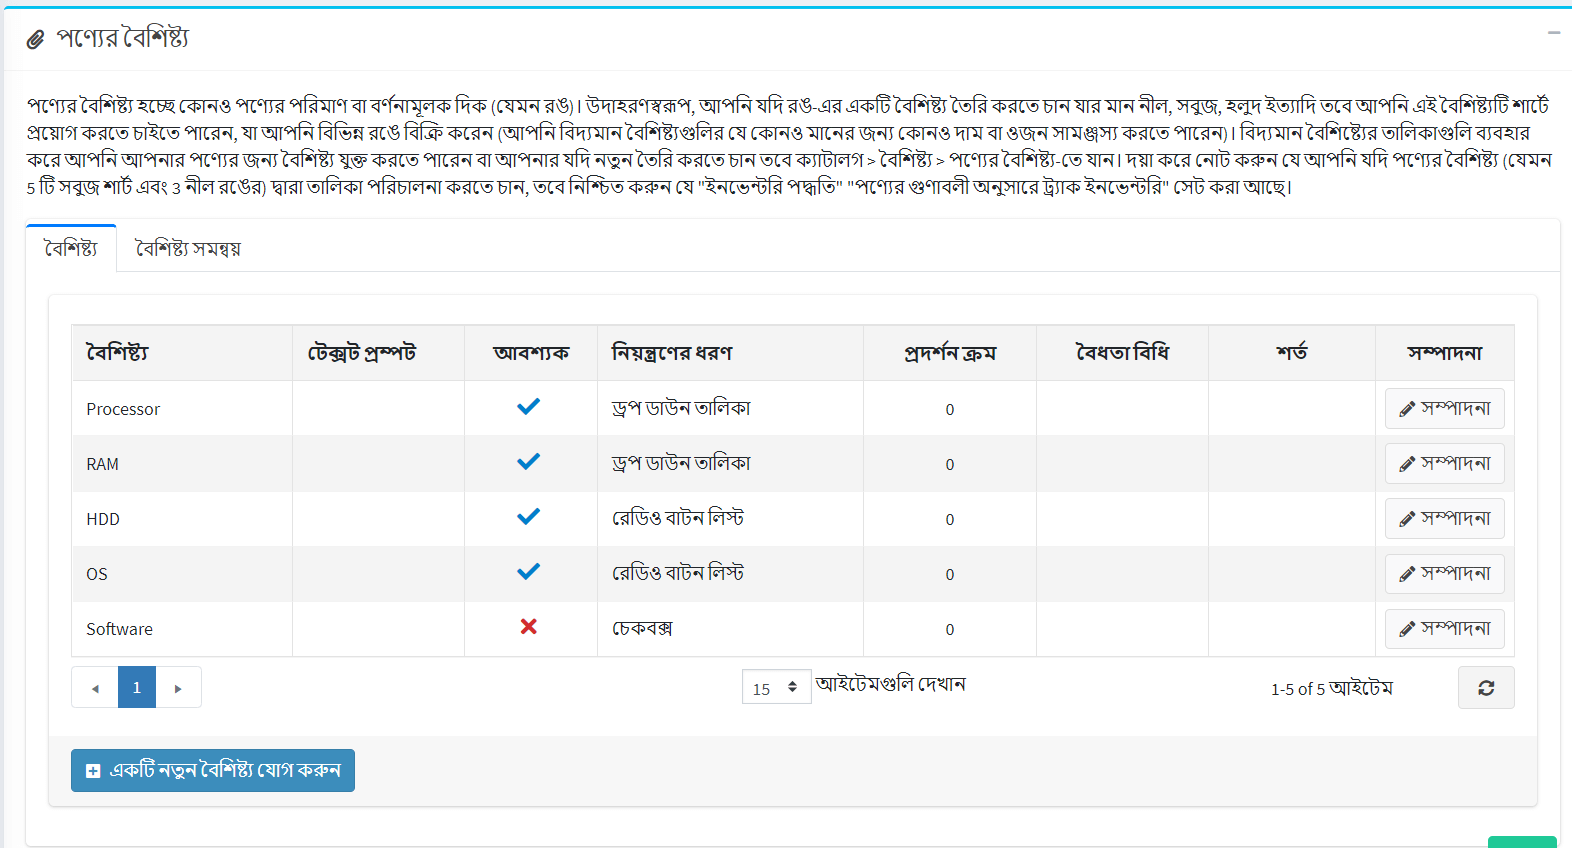 পণ্যের বৈশিষ্ট্য
পণ্যের বৈশিষ্ট্য হচ্ছে কোনও পণ্যের পরিমাণ বা বর্ণনামূলক দিক (যেমন রঙ)। উদাহরণস্বরূপ, আপনি যদি রঙ-এর একটি বৈশিষ্ট্য তৈরি করতে চান যার মান নীল, সবুজ, হলুদ ইত্যাদি তবে আপনি এই বৈশিষ্ট্যটি শার্টে
প্রয়োগ করতে চাইতে পারেন, যা আপনি বিভিন্ন রঙে বিক্রি করেন (আপনি বিদ্যমান বৈশিষ্ট্যগুলির যে কোনও মানের জন্য কোনও দাম বা ওজন সামঞ্জস্য করতে পারেন)। বিদ্যমান বৈশিষ্ট্যের তালিকাগুলি ব্যবহার
করে আপনি আপনার পণ্যের জন্য বৈশিষ্ট্য যুক্ত করতে পারেন বা আপনার যদি নতুন তৈরি করতে চান তবে ক্যাটালগ > বৈশিষ্ট্য > পণ্যের বৈশিষ্ট্য-তে যান। দয়া করে নোট করুন যে আপনি যদি পণ্যের বৈশিষ্ট্য (যেমন
5 টি সবুজ শার্ট এবং 3 নীল রঙের) দ্বারা তালিকা পরিচালনা করতে চান, তবে নিশ্চিত করুন যে "ইনভেন্টরি পদ্ধতি" "পণ্যের গুণাবলী অনুসারে ট্র্যাক ইনভেন্টরি" সেট করা আছে।
বৈশিষ্ট্য বৈশিষ্ট্য সমন্বয়
বৈশিষ্ট্য টেক্সট প্রম্পট আবশ্যক নিয়ন্ত্রণের ধরণ প্রদর্শন ক্রম বৈধতা বিধি শর্ত সম্পাদনা
Processor ড্রপ ডাউন তালিকা 0 সম্পাদনা
RAM ড্রপ ডাউন তালিকা 0 সম্পাদনা
HDD রেডিও বাটন লিস্ট 0 সম্পাদনা
OS রেডিও বাটন লিস্ট 0 সম্পাদনা
Software চেকবক্স 0 সম্পাদনা
1 15 আইটেমগুলি দেখান 1-5 of 5 আইটেম
একটি নতুন বৈশিষ্ট্য যোগ করুন